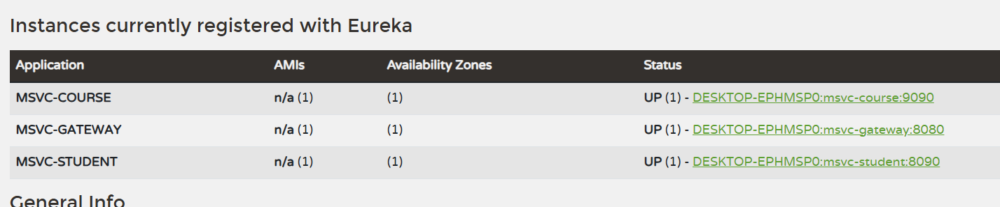 Instances currently registered with Eureka
Application AMIs Availability Zones Status
MSVC-COURSE n/a (1) (1) UP (1) - DESKTOP-EPHMSP0:msvc-course:9090
MSVC-GATEWAY n/a (1) (1) UP (1) - DESKTOP-EPHMSP0:msvc-gateway:8080
MSVC-STUDENT n/a (1) (1) UP (1) - DESKTOP-EPHMSP0:msvc-student:8090
General Info